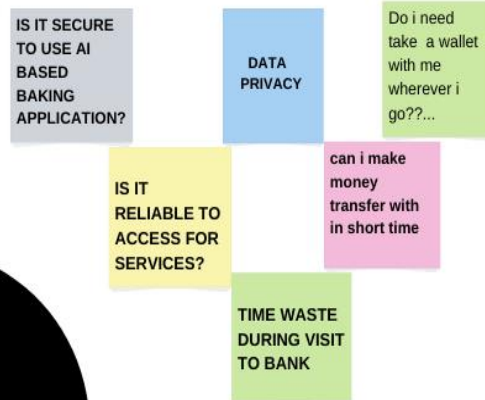 IS IT SECURE
TO USE AI
BASED
BAKING
APPLICATION?
DATA
PRIVACY
Do i need
take a wallet
with me
wherever i
go??...
IS IT
RELIABLE TO
ACCESS FOR
SERVICES?
can i make
money
transfer with
in short time
TIME WASTE
DURING VISIT
TO BANK